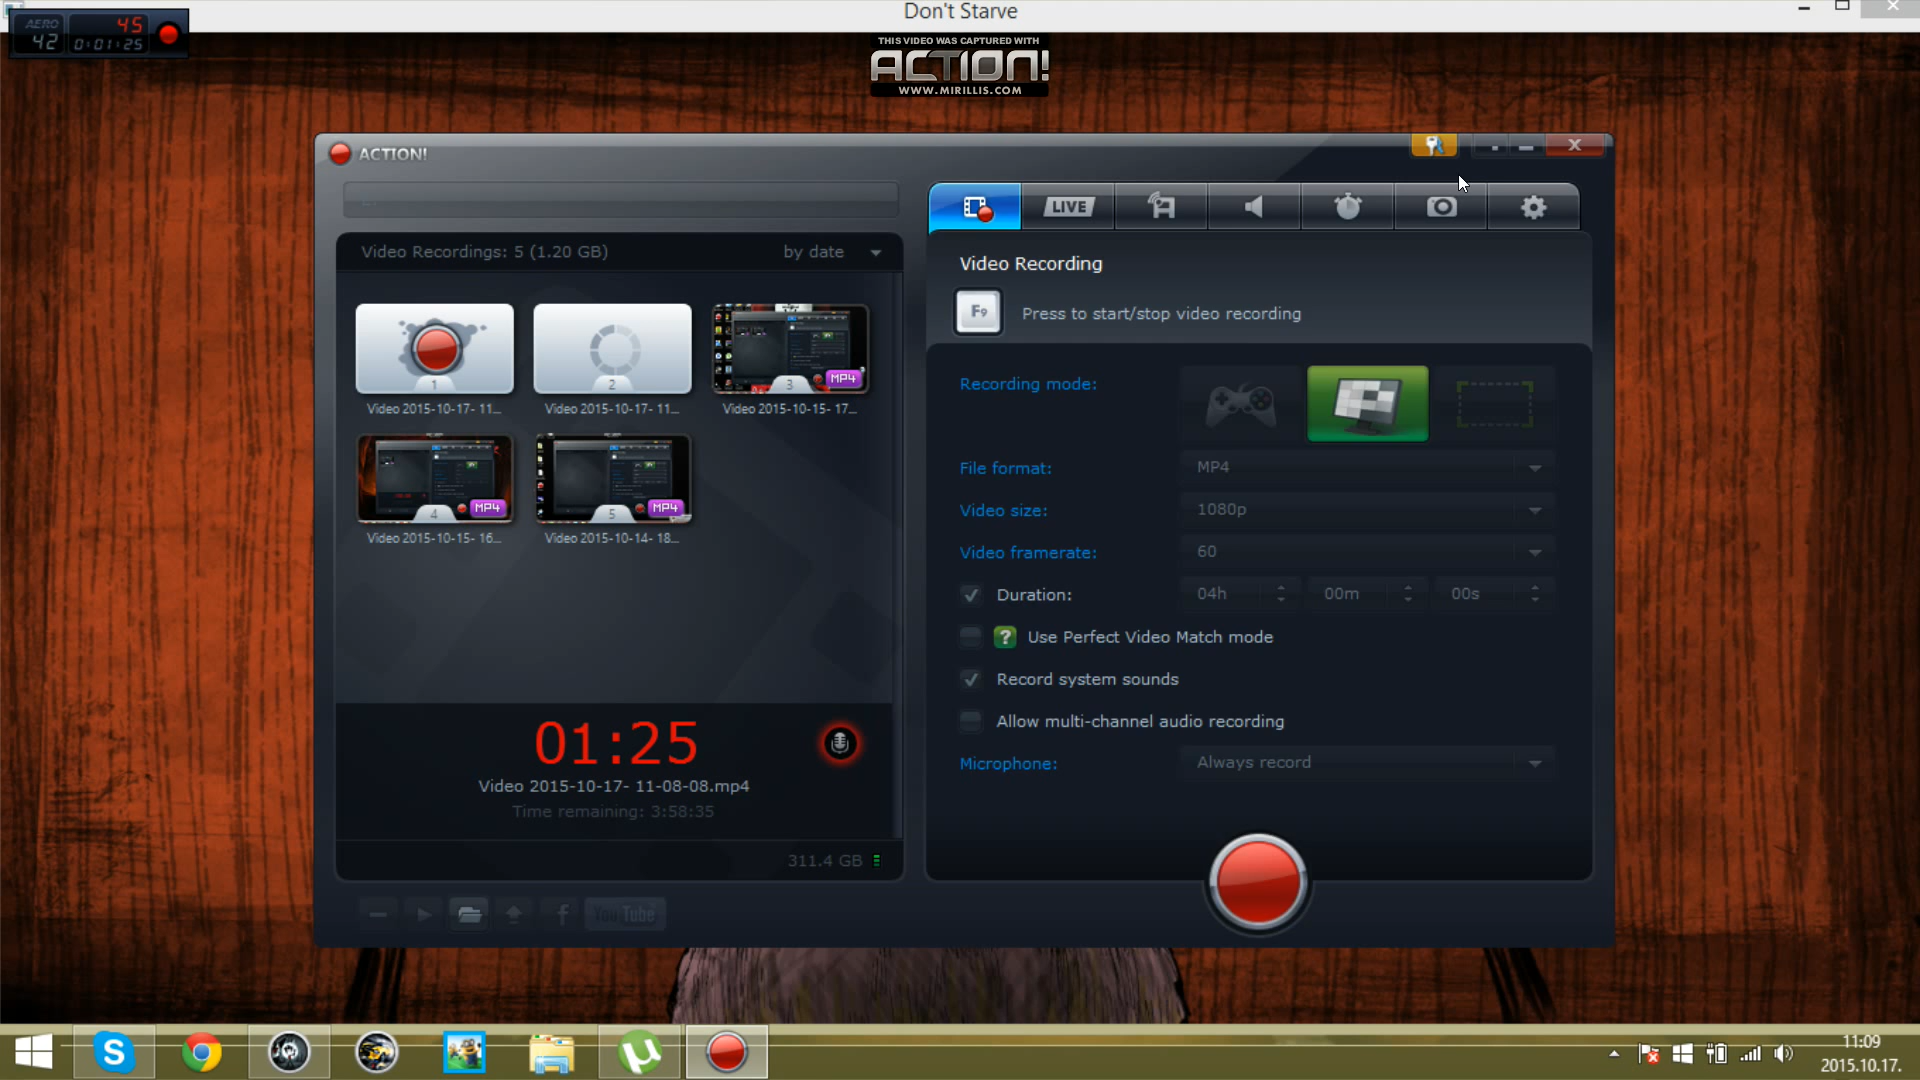 Don't Starve
AERO
42
45
0:01:25
THIS VIDEO WAS CAPTURED WITH
ACTION!
WWW.MIRILLIS.COM
ACTION!
LIVE
Video Recordings: 5 (1.20 GB)
by date
Video Recording
F9
Press to start/stop video recording
1
2
3
MP4
Video 2015-10-17- 11...
Video 2015-10-17- 11...
Video 2015-10-15- 17...
4
MP4
5
MP4
Video 2015-10-15- 16...
Video 2015-10-14- 18...
Recording mode:
File format:
MP4
Video size:
1080p
Video framerate:
60
Duration:
04h
00m
00s
? Use Perfect Video Match mode
Record system sounds
Allow multi-channel audio recording
Microphone:
Always record
01:25
Video 2015-10-17- 11-08-08.mp4
Time remaining: 3:58:35
311.4 GB
f
YouTube
S
µ
11:09
2015.10.17.